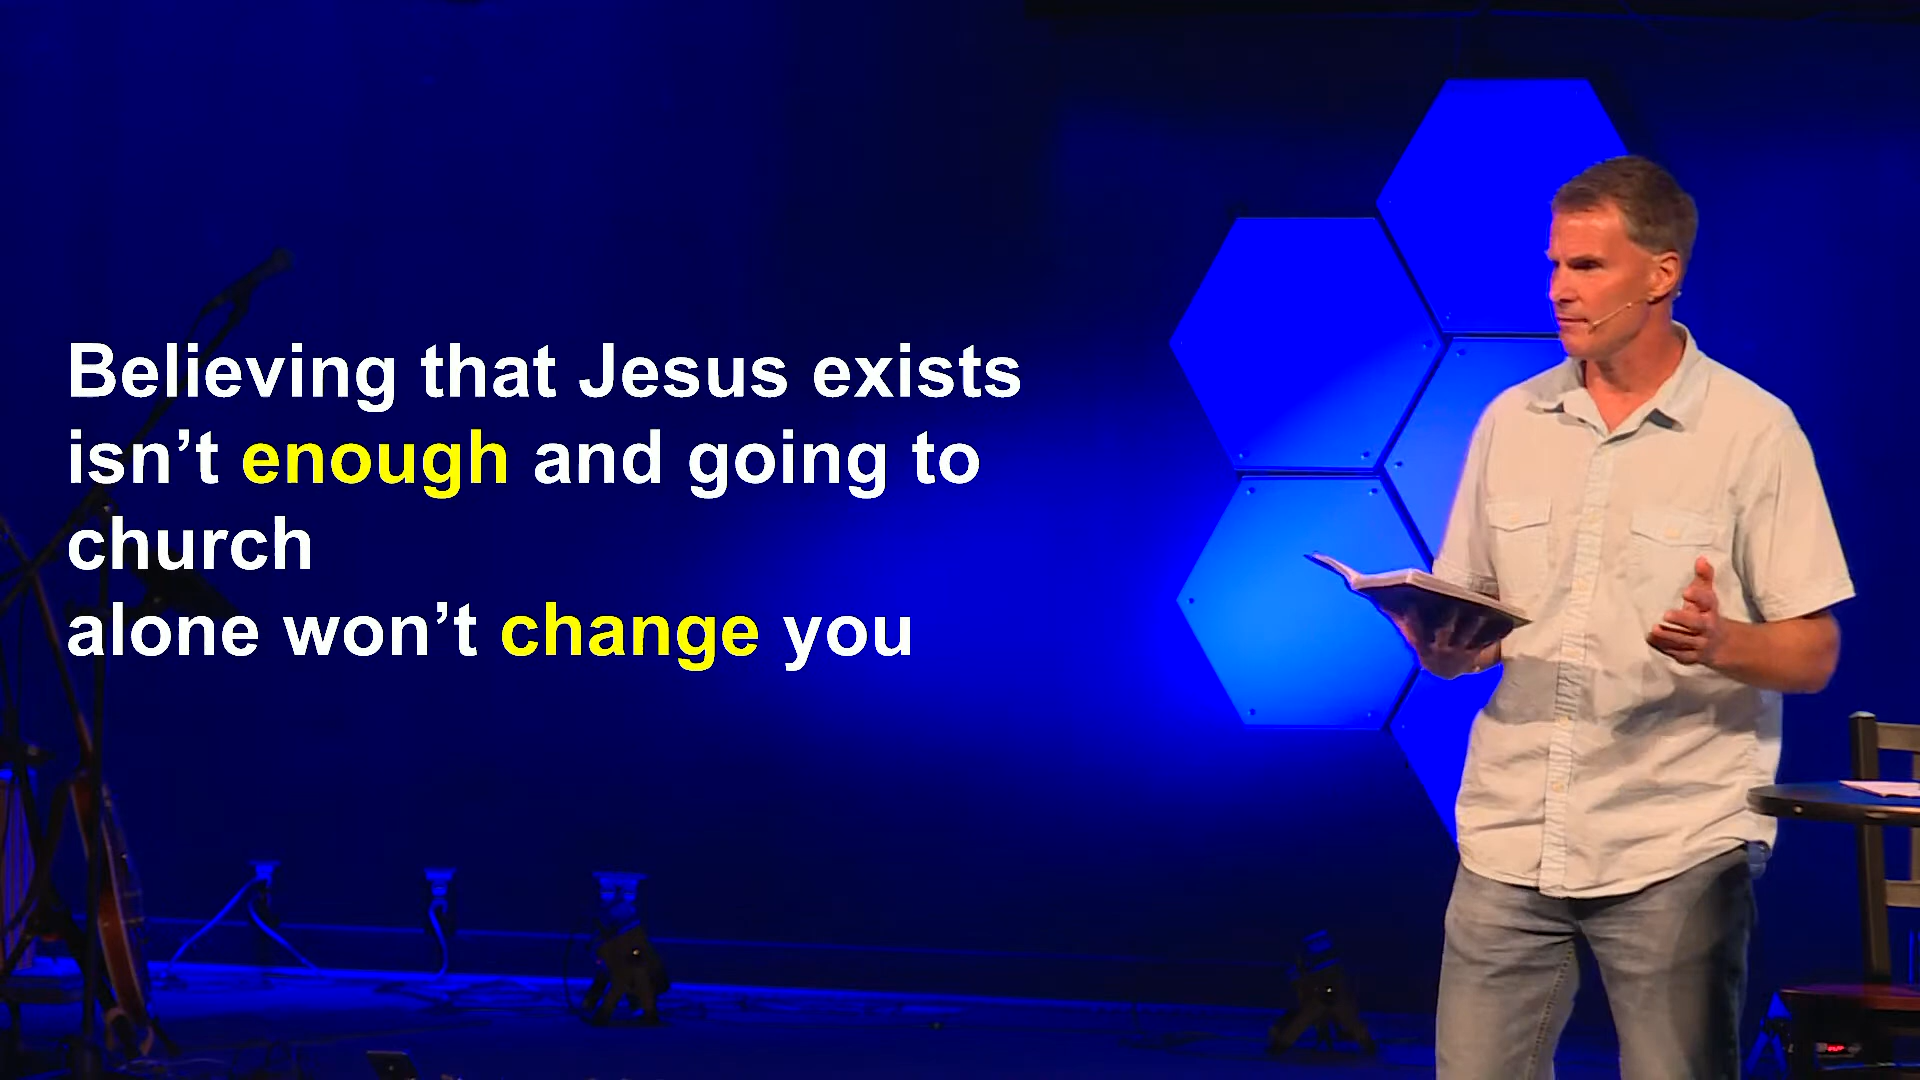 Believing that Jesus exists
isn’t enough and going to
church
alone won’t change you